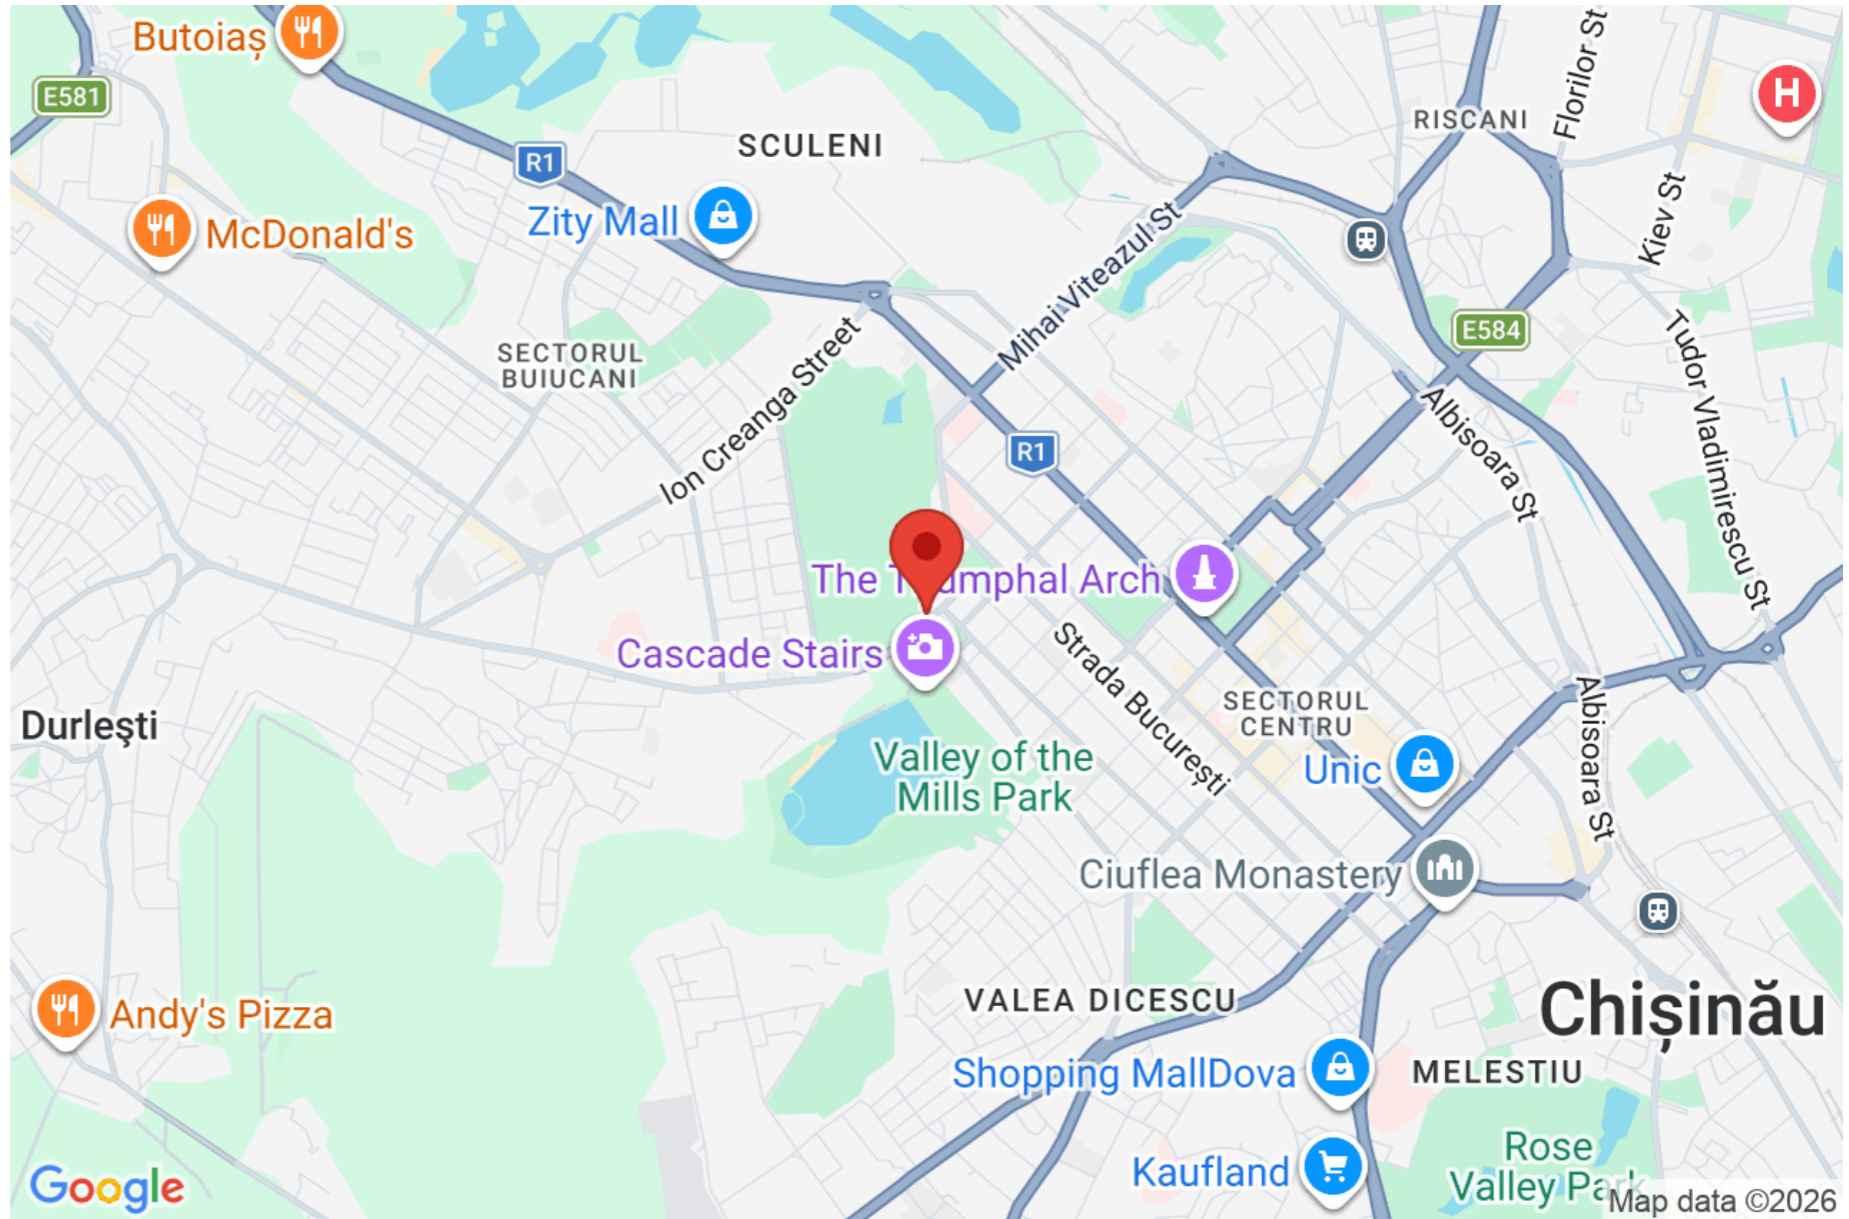 Butoiaș
E581
R1
SCULENI
RISCANI
Florilor St
H
Kiev St
McDonald's
Zity Mall
Mihai Viteazul St
E584
SECTORUL
BUIUCANI
Ion Creanga Street
R1
Albisoara St
Tudor Vladimirescu St
The Triumphal Arch
Cascade Stairs
Strada București
SECTORUL
CENTRU
Albisoara St
Durleşti
Valley of the
Mills Park
Unic
Ciuflea Monastery
VALEA DICESCU
Chișinău
Andy's Pizza
Shopping MallDova
MELESTIU
Kaufland
Rose
Valley Park
Google
Map data ©2026